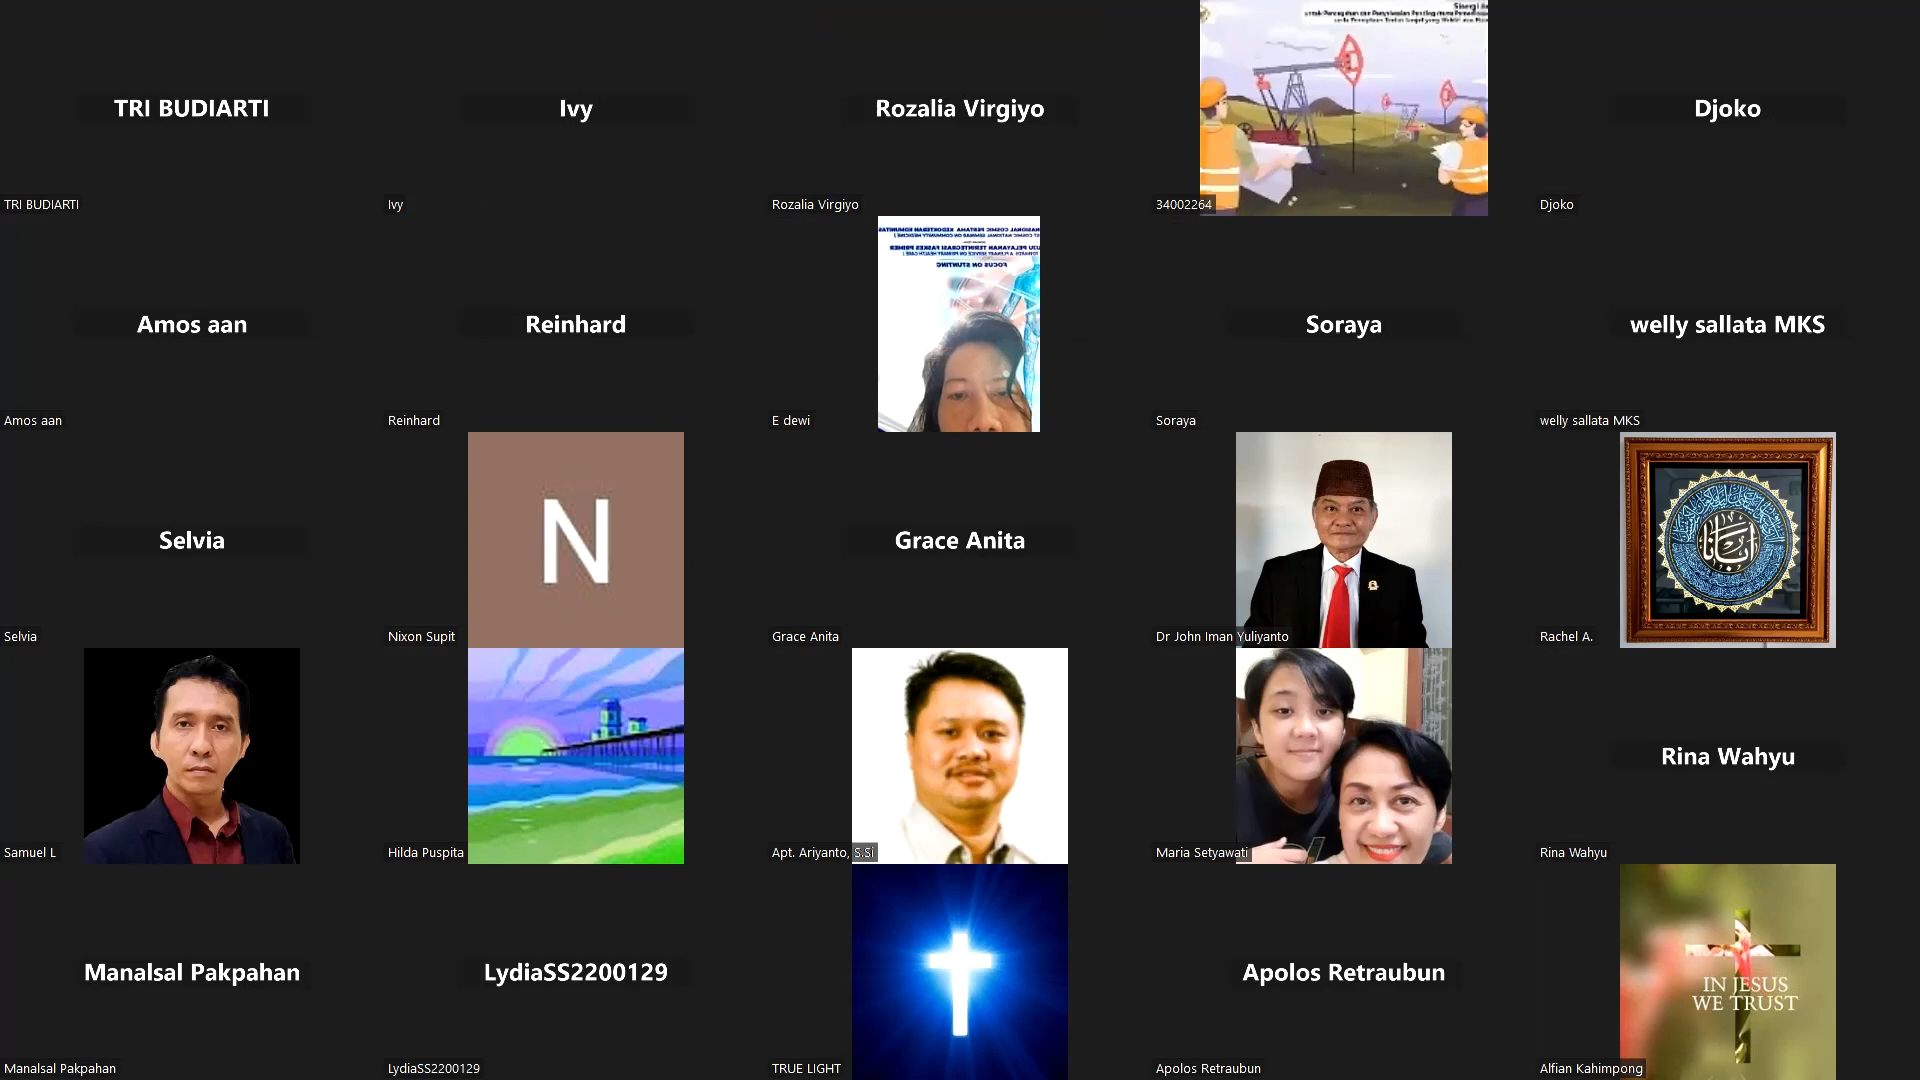 TRI BUDIARTI
Ivy
Rozalia Virgiyo
Djoko
TRI BUDIARTI
Ivy
Rozalia Virgiyo
34002264
Djoko
FOCUS ON STUNTING
Amos aan
Reinhard
Soraya
welly sallata MKS
Amos aan
Reinhard
E dewi
Soraya
welly sallata MKS
Selvia
N
Grace Anita
Selvia
Nixon Supit
Grace Anita
Dr John Iman Yuliyanto
Rachel A.
Rina Wahyu
Samuel L
Hilda Puspita
Apt. Ariyanto, S.Si
Maria Setyawati
Rina Wahyu
Manalsal Pakpahan
LydiaSS2200129
Apolos Retraubun
IN JESUS
WE TRUST
Manalsal Pakpahan
LydiaSS2200129
TRUE LIGHT
Apolos Retraubun
Alfian Kahimpong